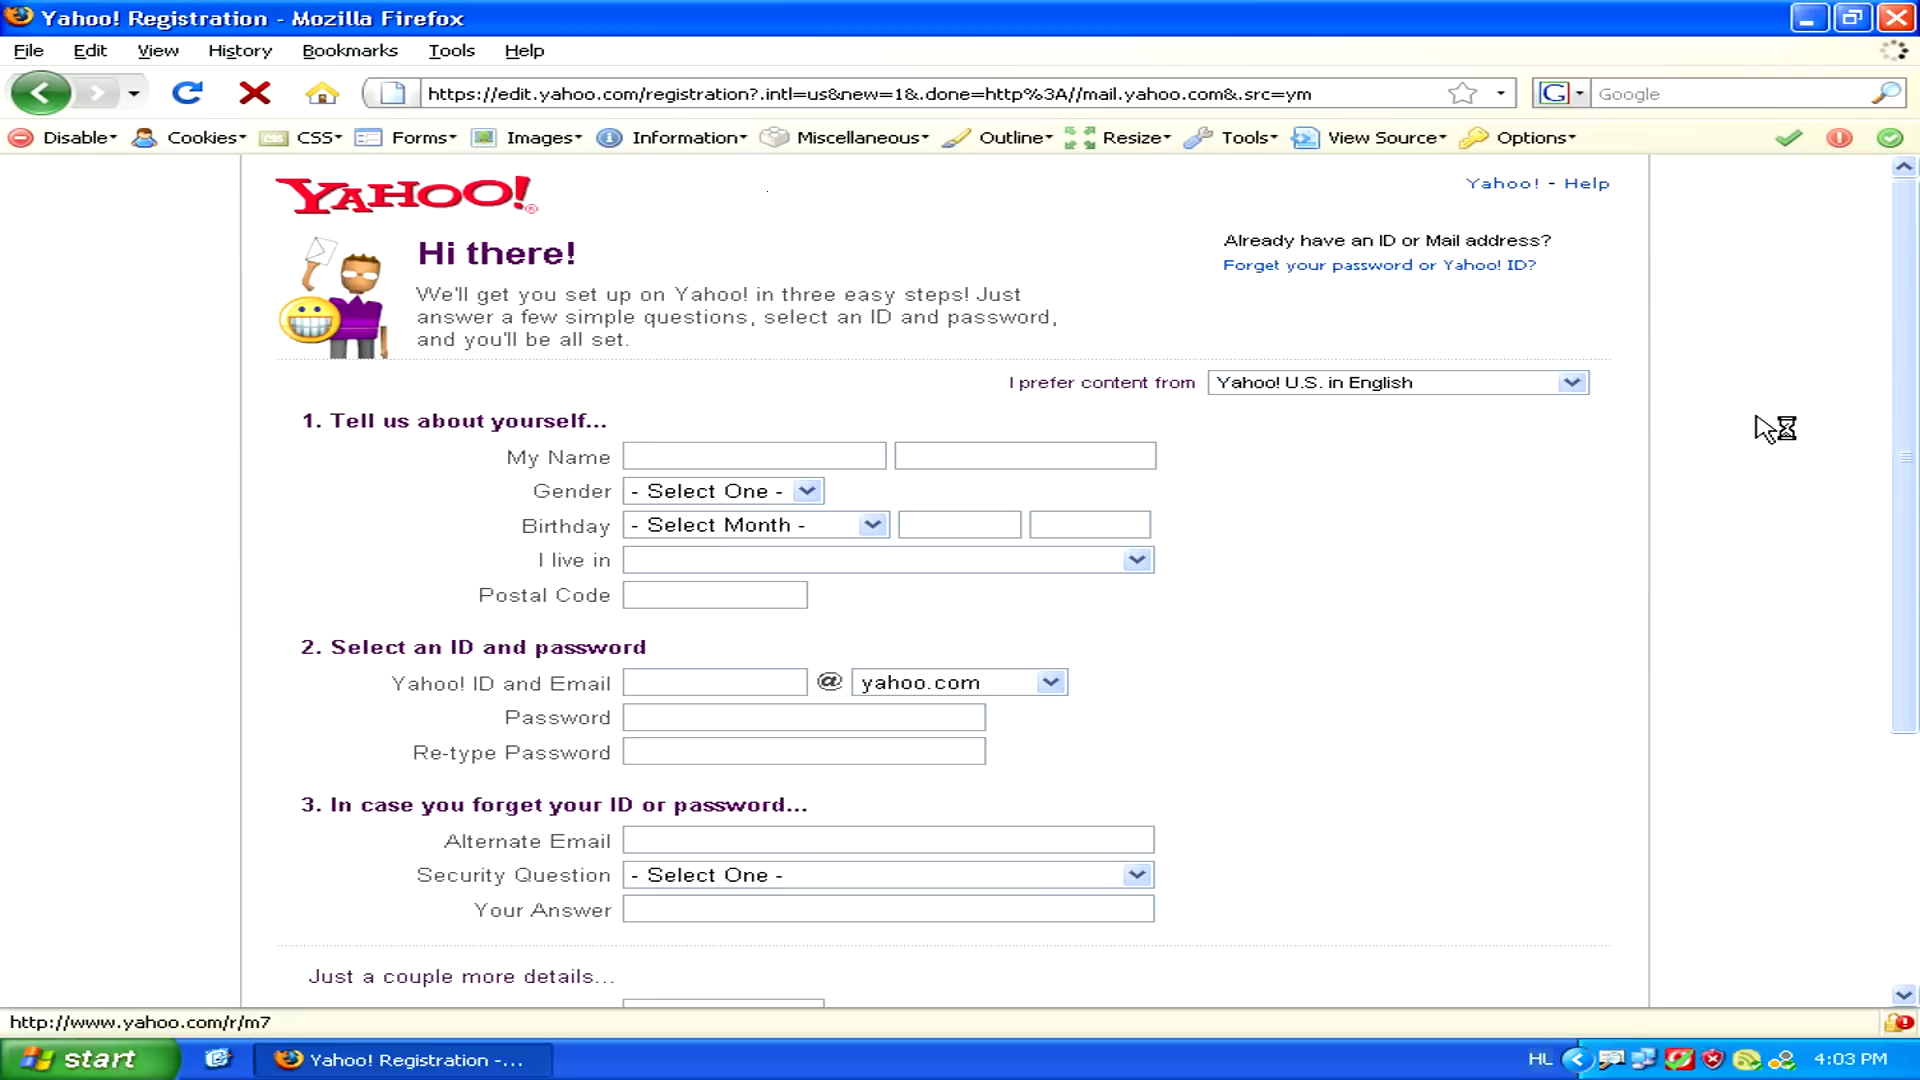 Yahoo! Registration - Mozilla Firefox
File Edit View History Bookmarks Tools Help
https://edit.yahoo.com/registration?.intl=us&new=1&.done=http%3A//mail.yahoo.com&.src=ym
G Google
Disable Cookies CSS Forms Images Information Miscellaneous Outline Resize Tools View Source Options
YAHOO!®
Yahoo! - Help
Hi there!
We'll get you set up on Yahoo! in three easy steps! Just
answer a few simple questions, select an ID and password,
and you'll be all set.
Already have an ID or Mail address?
Forget your password or Yahoo! ID?
I prefer content from Yahoo! U.S. in English
1. Tell us about yourself...
My Name
Gender - Select One -
Birthday - Select Month -
I live in
Postal Code
2. Select an ID and password
Yahoo! ID and Email @ yahoo.com
Password
Re-type Password
3. In case you forget your ID or password...
Alternate Email
Security Question - Select One -
Your Answer
Just a couple more details...
http://www.yahoo.com/r/m7
start Yahoo! Registration -... HL 4:03 PM